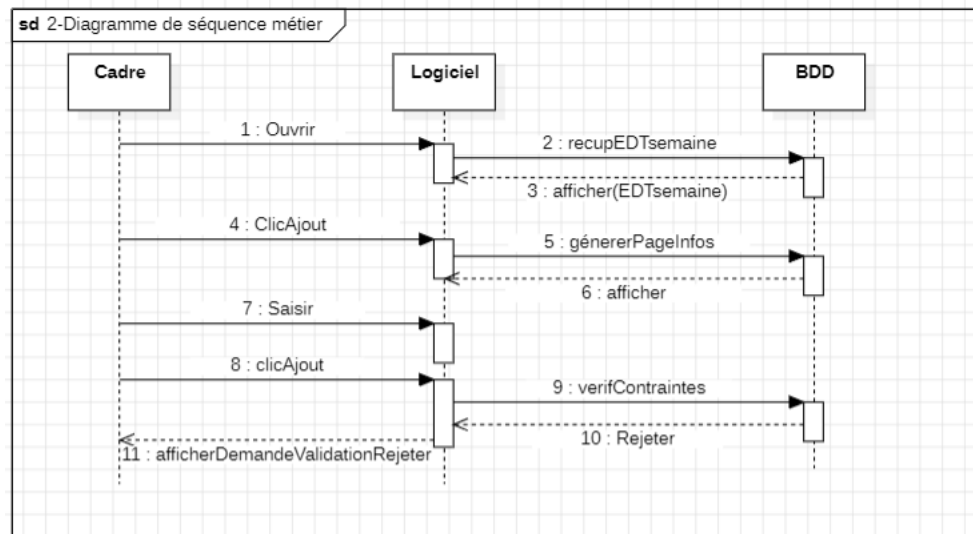 sd 2-Diagramme de séquence métier
Cadre
Logiciel
BDD
1 : Ouvrir
2 : recupEDTsemaine
3 : afficher(EDTsemaine)
4 : ClicAjout
5 : génererPageInfos
6 : afficher
7 : Saisir
8 : clicAjout
9 : verifContraintes
10 : Rejeter
11 : afficherDemandeValidationRejeter